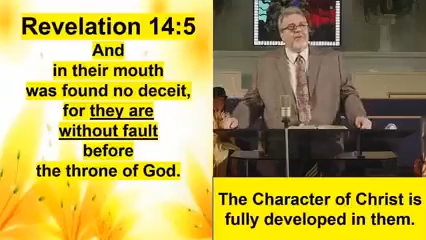 Revelation 14:5
And
in their mouth
was found no deceit,
for they are
without fault
before
the throne of God.
The Character of Christ is
fully developed in them.